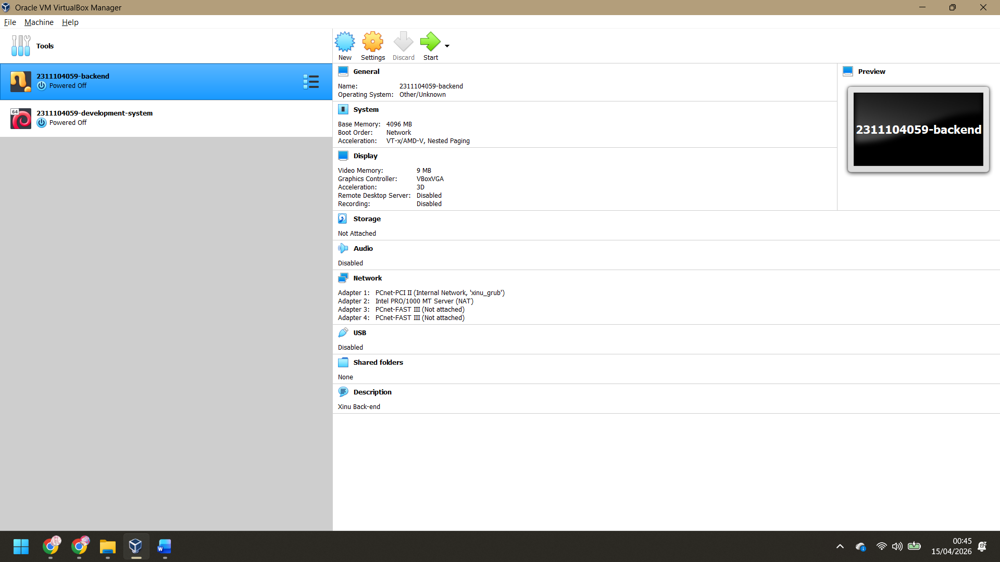 Oracle VM VirtualBox Manager
File Machine Help
Tools
2311104059-backend
Powered Off
64
2311104059-development-system
Powered Off
New Settings Discard Start
General
Name: 2311104059-backend
Operating System: Other/Unknown
System
Base Memory: 4096 MB
Boot Order: Network
Acceleration: VT-x/AMD-V, Nested Paging
Display
Video Memory: 9 MB
Graphics Controller: VBoxVGA
Acceleration: 3D
Remote Desktop Server: Disabled
Recording: Disabled
Preview
2311104059-backend
Storage
Not Attached
Audio
Disabled
Network
Adapter 1: PCnet-PCI II (Internal Network, 'xinu_grub')
Adapter 2: Intel PRO/1000 MT Server (NAT)
Adapter 3: PCnet-FAST III (Not attached)
Adapter 4: PCnet-FAST III (Not attached)
USB
Disabled
Shared folders
None
Description
Xinu Back-end
W
00:45
15/04/2026